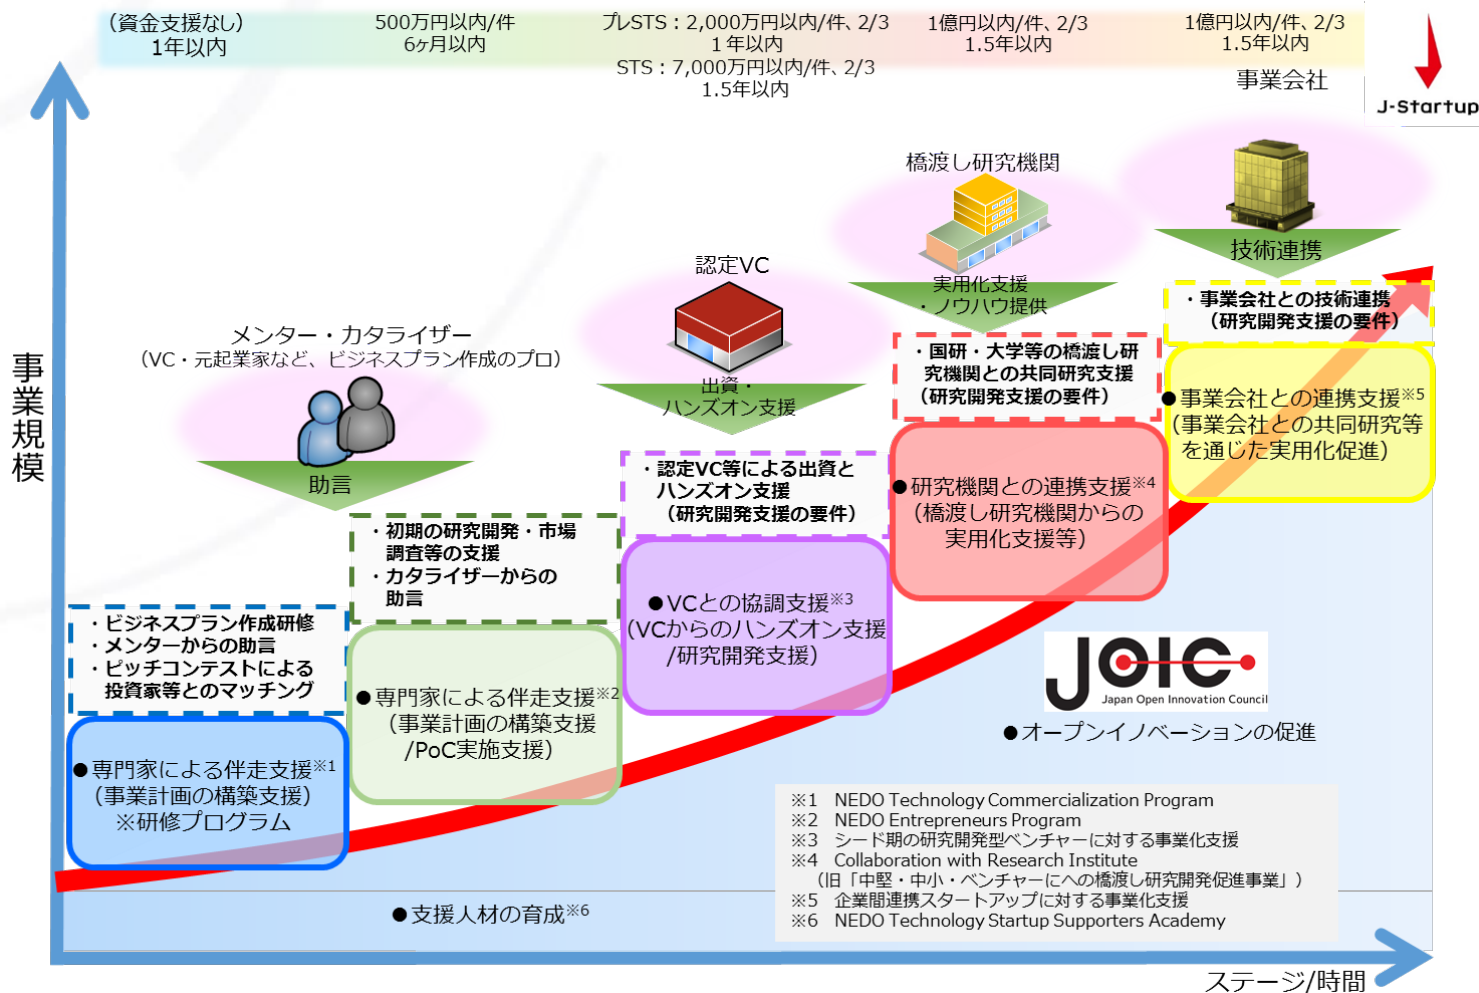 (資金支援なし)
1年以内
500万円以内/件
6ヶ月以内
プレSTS：2,000万円以内/件、2/3
1年以内
STS：7,000万円以内/件、2/3
1.5年以内
1億円以内/件、2/3
1.5年以内
1億円以内/件、2/3
1.5年以内
J-Startup
事業会社
技術連携
・事業会社との技術連携
（研究開発支援の要件）
●事業会社との連携支援※5
(事業会社との共同研究等
を通じた実用化促進)
橋渡し研究機関
実用化支援
・ノウハウ提供
・国研・大学等の橋渡し研
究機関との共同研究支援
（研究開発支援の要件）
●研究機関との連携支援※4
(橋渡し研究機関からの
実用化支援等)
認定VC
出資・
ハンズオン支援
・認定VC等による出資と
ハンズオン支援
（研究開発支援の要件）
●VCとの協調支援※3
(VCからのハンズオン支援
/研究開発支援)
メンター・カタライザー
（VC・元起業家など、ビジネスプラン作成のプロ）
助言
・初期の研究開発・市場
調査等の支援
・カタライザーからの
助言
●専門家による伴走支援※2
(事業計画の構築支援
/PoC実施支援)
・ビジネスプラン作成研修
・メンターからの助言
・ピッチコンテストによる
投資家等とのマッチング
●専門家による伴走支援※1
(事業計画の構築支援)
※研修プログラム
事業規模
JOIC
Japan Open Innovation Council
●オープンイノベーションの促進
※1 NEDO Technology Commercialization Program
※2 NEDO Entrepreneurs Program
※3 シード期の研究開発型ベンチャーに対する事業化支援
※4 Collaboration with Research Institute
（旧「中堅・中小・ベンチャーにへの橋渡し研究開発促進事業」）
※5 企業間連携スタートアップに対する事業化支援
※6 NEDO Technology Startup Supporters Academy
●支援人材の育成※6
ステージ/時間